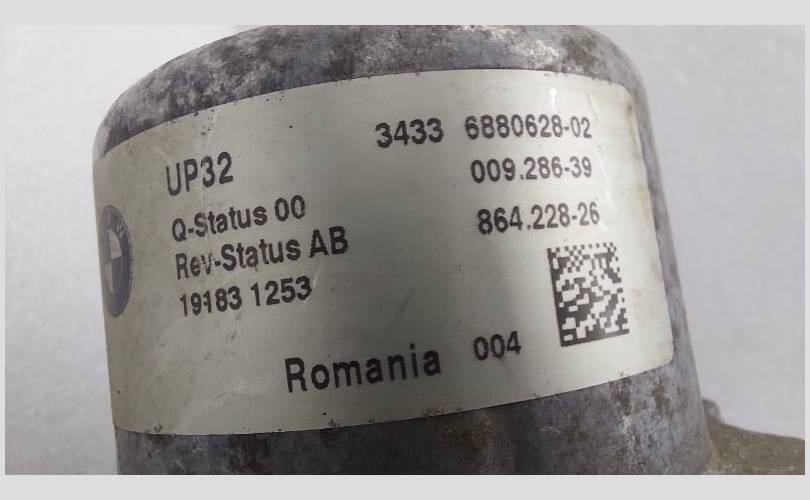 3433 6880628-02
UP32
009.286-39
Q-Status 00
864.228-26
Rev-Status AB
19183 1253
Romania 004